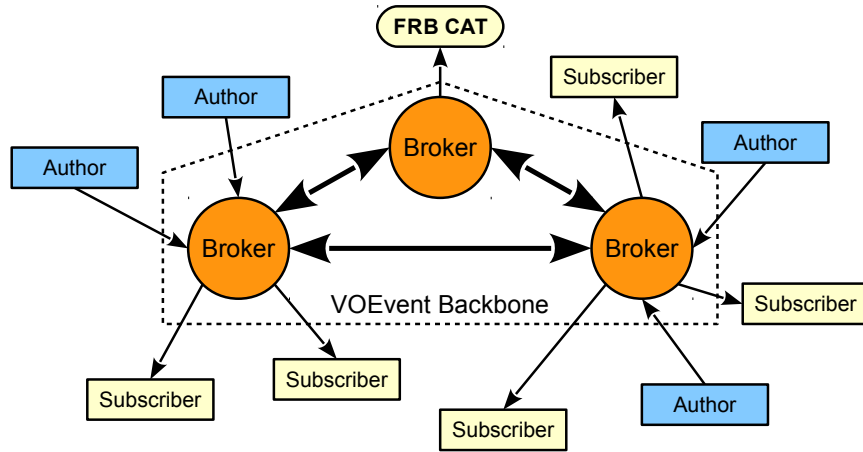 FRB CAT
Subscriber
Author
Broker
Author
Author
Broker
Broker
Subscriber
VOEvent Backbone
Subscriber
Subscriber
Author
Subscriber